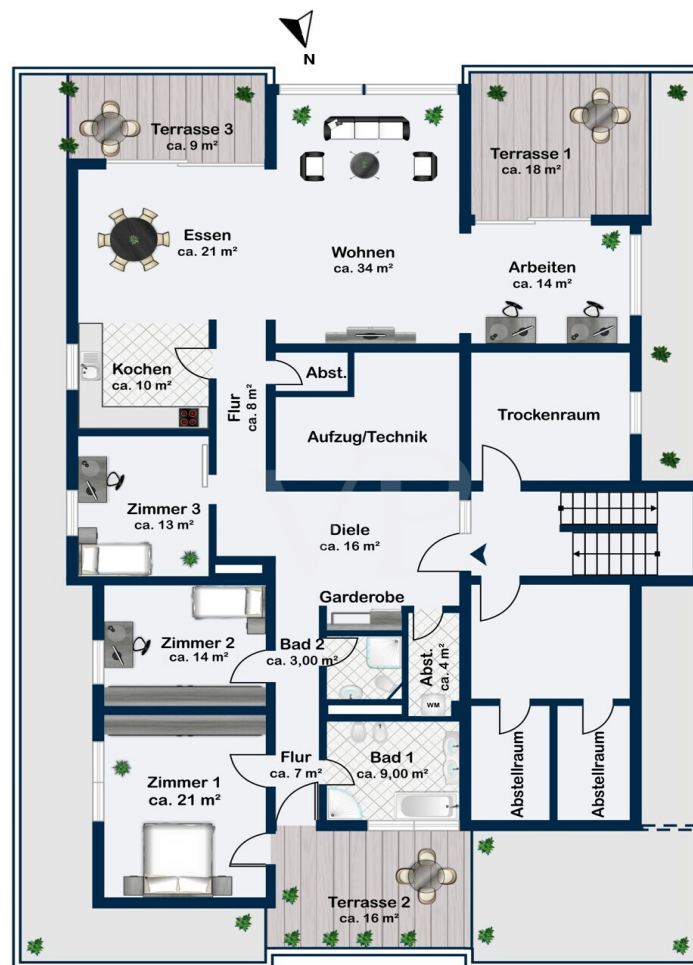 N
Terrasse 3
ca. 9 m²
Terrasse 1
ca. 18 m²
Essen
ca. 21 m²
Wohnen
ca. 34 m²
Arbeiten
ca. 14 m²
Kochen
ca. 10 m²
Flur
ca. 8 m²
Abst.
Aufzug/Technik
Trockenraum
Zimmer 3
ca. 13 m²
Diele
ca. 16 m²
Garderobe
Zimmer 2
ca. 14 m²
Bad 2
ca. 3,00 m²
Abst.
ca. 4 m²
WM
Zimmer 1
ca. 21 m²
Flur
ca. 7 m²
Bad 1
ca. 9,00 m²
Abstellraum
Abstellraum
Terrasse 2
ca. 16 m²